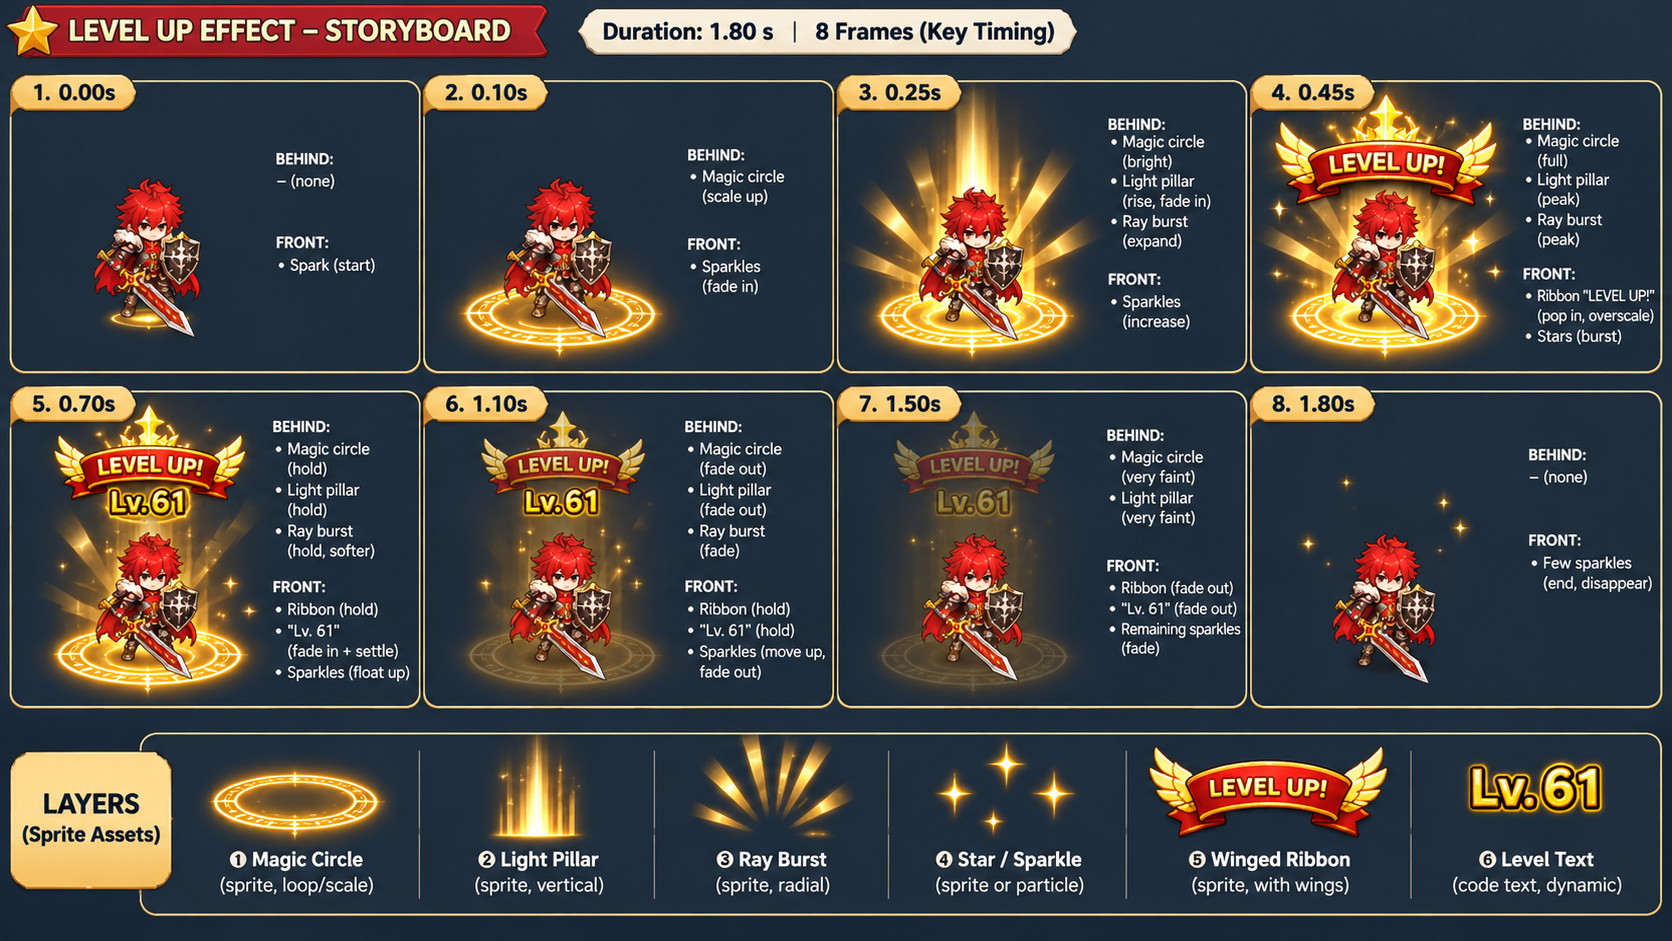 LEVEL UP EFFECT – STORYBOARD
Duration: 1.80 s | 8 Frames (Key Timing)
1. 0.00s
BEHIND:
– (none)
FRONT:
• Spark (start)
2. 0.10s
BEHIND:
• Magic circle
(scale up)
FRONT:
• Sparkles
(fade in)
3. 0.25s
BEHIND:
• Magic circle
(bright)
• Light pillar
(rise, fade in)
• Ray burst
(expand)
FRONT:
• Sparkles
(increase)
4. 0.45s
LEVEL UP!
BEHIND:
• Magic circle
(full)
• Light pillar
(peak)
• Ray burst
(peak)
FRONT:
• Ribbon "LEVEL UP!"
(pop in, overscale)
• Stars (burst)
5. 0.70s
LEVEL UP!
Lv. 61
BEHIND:
• Magic circle
(hold)
• Light pillar
(hold)
• Ray burst
(hold, softer)
FRONT:
• Ribbon (hold)
• "Lv. 61"
(fade in + settle)
• Sparkles (float up)
6. 1.10s
LEVEL UP!
Lv. 61
BEHIND:
• Magic circle
(fade out)
• Light pillar
(fade out)
• Ray burst
(fade)
FRONT:
• Ribbon (hold)
• "Lv. 61" (hold)
• Sparkles (move up,
fade out)
7. 1.50s
LEVEL UP!
Lv. 61
BEHIND:
• Magic circle
(very faint)
• Light pillar
(very faint)
FRONT:
• Ribbon (fade out)
• "Lv. 61" (fade out)
• Remaining sparkles
(fade)
8. 1.80s
BEHIND:
– (none)
FRONT:
• Few sparkles
(end, disappear)
LAYERS
(Sprite Assets)
❶ Magic Circle
(sprite, loop/scale)
❷ Light Pillar
(sprite, vertical)
❸ Ray Burst
(sprite, radial)
❹ Star / Sparkle
(sprite or particle)
LEVEL UP!
❺ Winged Ribbon
(sprite, with wings)
Lv. 61
❻ Level Text
(code text, dynamic)